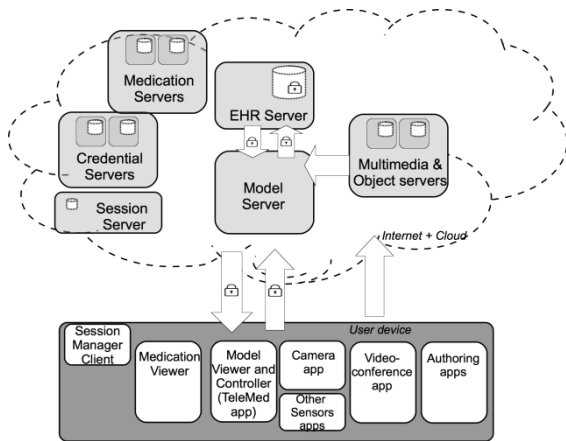 Medication
Servers
EHR Server
Credential
Servers
Multimedia &
Object servers
Model
Server
Session
Server
Internet + Cloud
User device
Session
Manager
Client
Medication
Viewer
Model
Viewer and
Controller
(TeleMed
app)
Camera
app
Other
Sensors
apps
Video-
conference
app
Authoring
apps